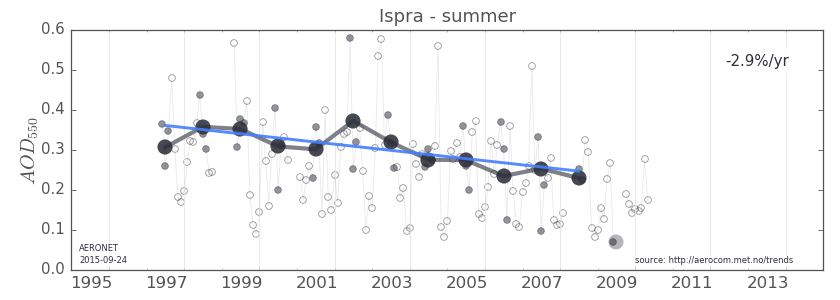 Ispra - summer
0.6
-2.9%/yr
0.5
0.4
AOD550
0.3
0.2
0.1
AERONET
2015-09-24
source: http://aerocom.met.no/trends
0.0
1995 1997 1999 2001 2003 2005 2007 2009 2011 2013